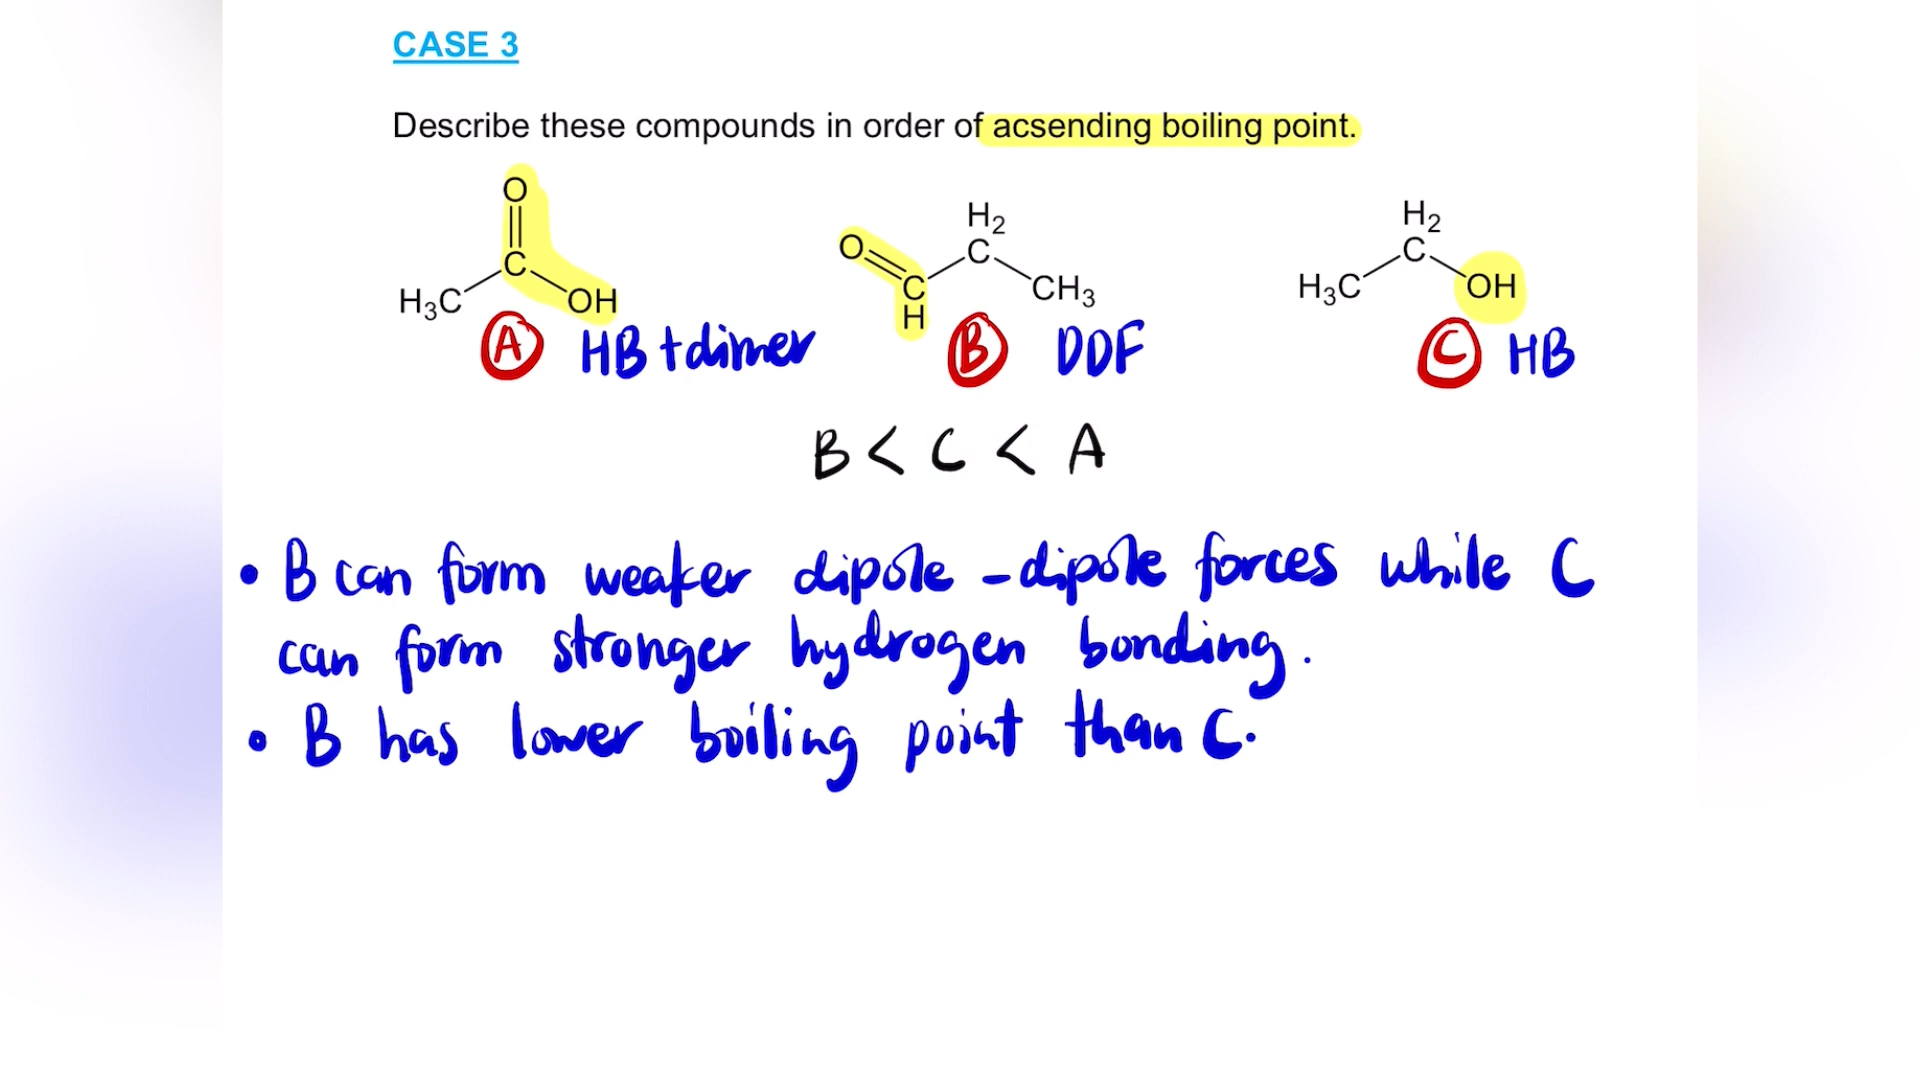 CASE 3
Describe these compounds in order of acsending boiling point.
O
C
H3C
OH
A HB + dimer
O
C
H
H2
C
CH3
B DDF
H2
C
H3C
OH
C HB
B < C < A
• B can form weaker dipole - dipole forces while C
can form stronger hydrogen bonding.
• B has lower boiling point than C.